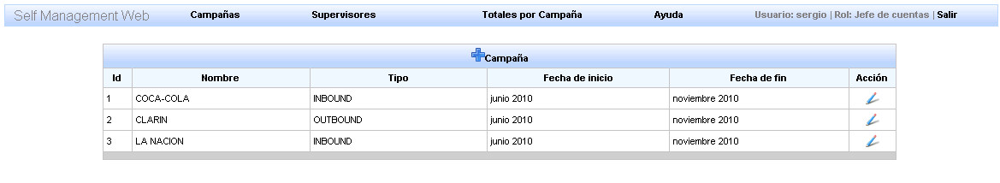 Self Management Web Campañas Supervisores Totales por Campaña Ayuda Usuario: sergio | Rol: Jefe de cuentas | Salir
Campaña
Id Nombre Tipo Fecha de inicio Fecha de fin Acción
1 COCA-COLA INBOUND junio 2010 noviembre 2010
2 CLARIN OUTBOUND junio 2010 noviembre 2010
3 LA NACION INBOUND junio 2010 noviembre 2010